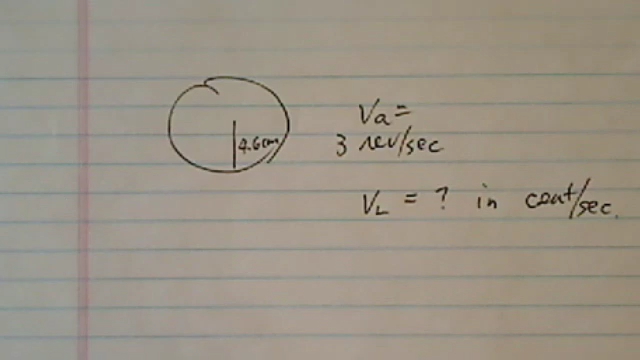 4.6cm
Va =
3 rev/sec
VL = ? in cent/sec.